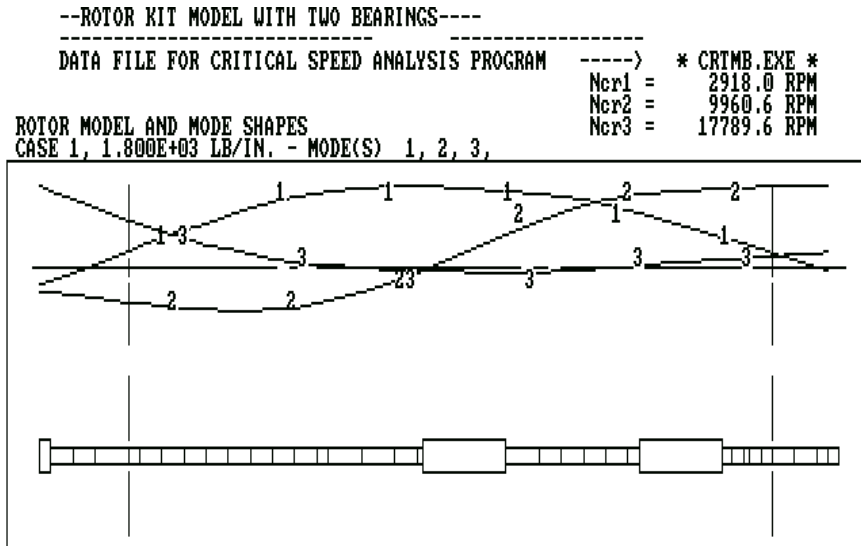 --ROTOR KIT MODEL WITH TWO BEARINGS----
DATA FILE FOR CRITICAL SPEED ANALYSIS PROGRAM -----> * CRTMB.EXE *
Ncr1 = 2918.0 RPM
Ncr2 = 9960.6 RPM
Ncr3 = 17789.6 RPM
ROTOR MODEL AND MODE SHAPES
CASE 1, 1.800E+03 LB/IN. - MODE(S) 1, 2, 3,
1 1 1 2 2
2 1
1 3 1
3 3 3
2 3 3
2 2